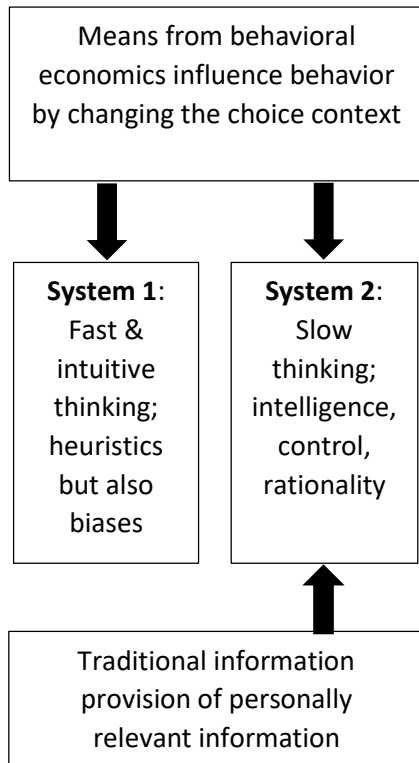 Means from behavioral
economics influence behavior
by changing the choice context
System 1:
Fast &
intuitive
thinking;
heuristics
but also
biases
System 2:
Slow
thinking;
intelligence,
control,
rationality
Traditional information
provision of personally
relevant information